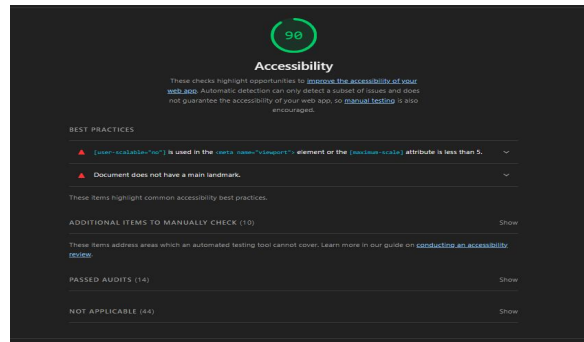 90
Accessibility
These checks highlight opportunities to improve the accessibility of your
web app. Automatic detection can only detect a subset of issues and does
not guarantee the accessibility of your web app, so manual testing is also
encouraged.
BEST PRACTICES
[user-scalable="no"] is used in the <meta name="viewport"> element or the [maximum-scale] attribute is less than 5.
Document does not have a main landmark.
These items highlight common accessibility best practices.
ADDITIONAL ITEMS TO MANUALLY CHECK (10) Show
These items address areas which an automated testing tool cannot cover. Learn more in our guide on conducting an accessibility
review.
PASSED AUDITS (14) Show
NOT APPLICABLE (44) Show